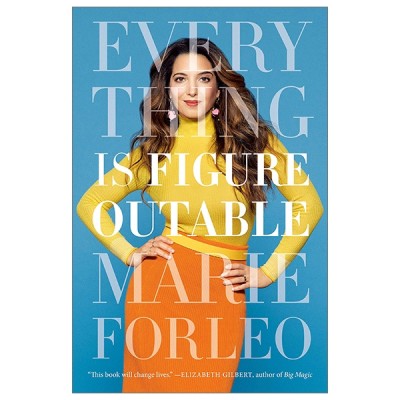 EVERY
THING
IS FIGURE
OUTABLE
MARIE
FORLEO
"This book will change lives."—ELIZABETH GILBERT, author of Big Magic